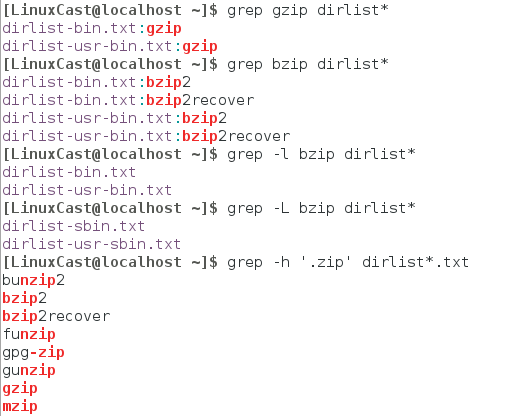 [LinuxCast@localhost ~]$ grep gzip dirlist*
dirlist-bin.txt:gzip
dirlist-usr-bin.txt:gzip
[LinuxCast@localhost ~]$ grep bzip dirlist*
dirlist-bin.txt:bzip2
dirlist-bin.txt:bzip2recover
dirlist-usr-bin.txt:bzip2
dirlist-usr-bin.txt:bzip2recover
[LinuxCast@localhost ~]$ grep -l bzip dirlist*
dirlist-bin.txt
dirlist-usr-bin.txt
[LinuxCast@localhost ~]$ grep -L bzip dirlist*
dirlist-sbin.txt
dirlist-usr-sbin.txt
[LinuxCast@localhost ~]$ grep -h '.zip' dirlist*.txt
bunzip2
bzip2
bzip2recover
funzip
gpg-zip
gunzip
gzip
mzip